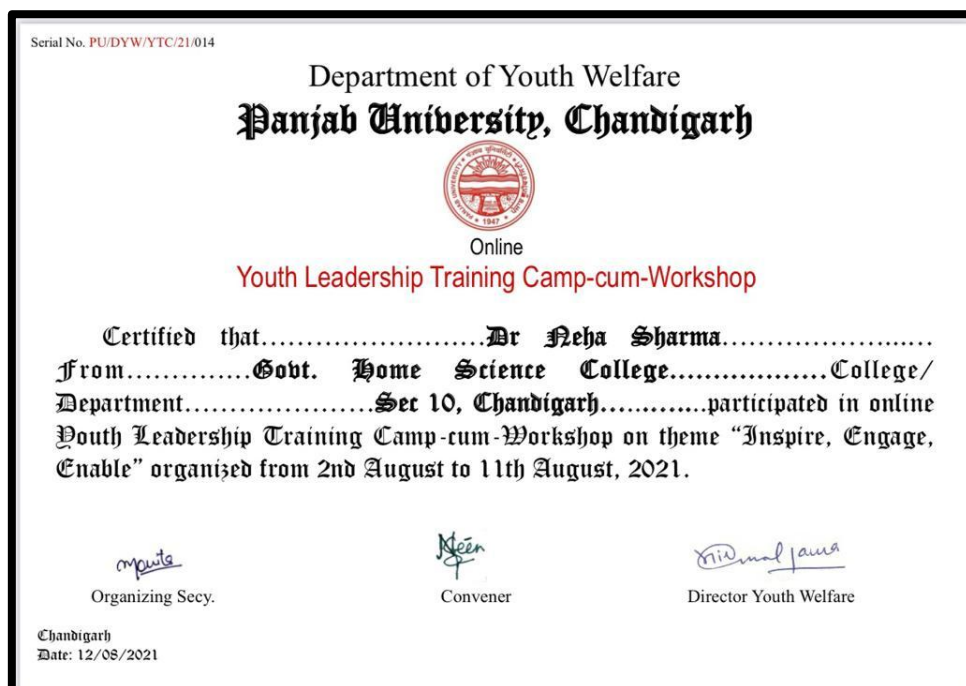 Serial No. PU/DYW/YTC/21/014
Department of Youth Welfare
Panjab University, Chandigarh
PANJAB UNIVERSITY
1947
Online
Youth Leadership Training Camp-cum-Workshop
Certified that........................Dr Neha Sharma......................
From..............Govt. Home Science College..................College/
Department.....................Sec 10, Chandigarh............participated in online
Youth Leadership Training Camp-cum-Workshop on theme “Inspire, Engage,
Enable” organized from 2nd August to 11th August, 2021.
Organizing Secy.
Convener
Director Youth Welfare
Chandigarh
Date: 12/08/2021